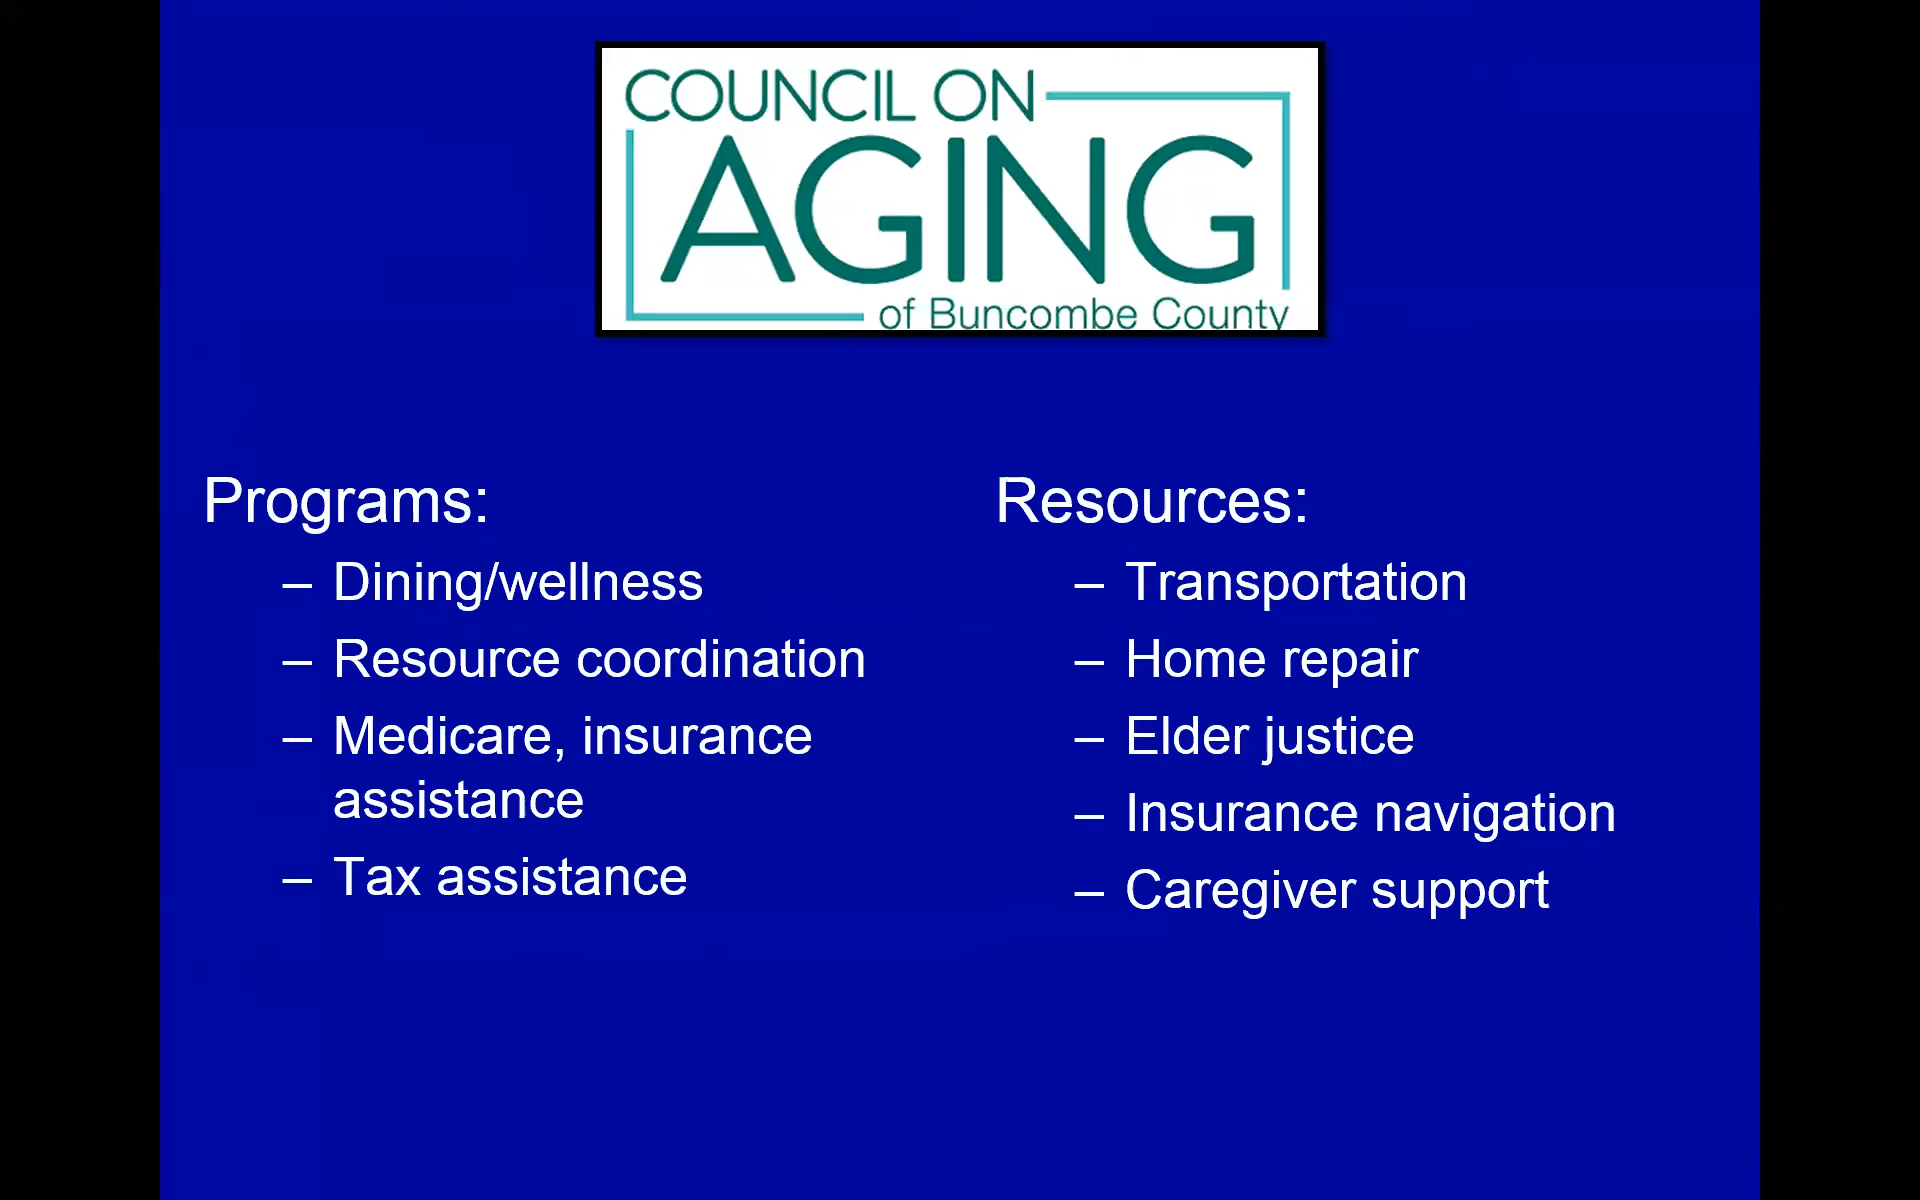 COUNCIL ON
AGING
of Buncombe County
Programs:
– Dining/wellness
– Resource coordination
– Medicare, insurance
assistance
– Tax assistance
Resources:
– Transportation
– Home repair
– Elder justice
– Insurance navigation
– Caregiver support